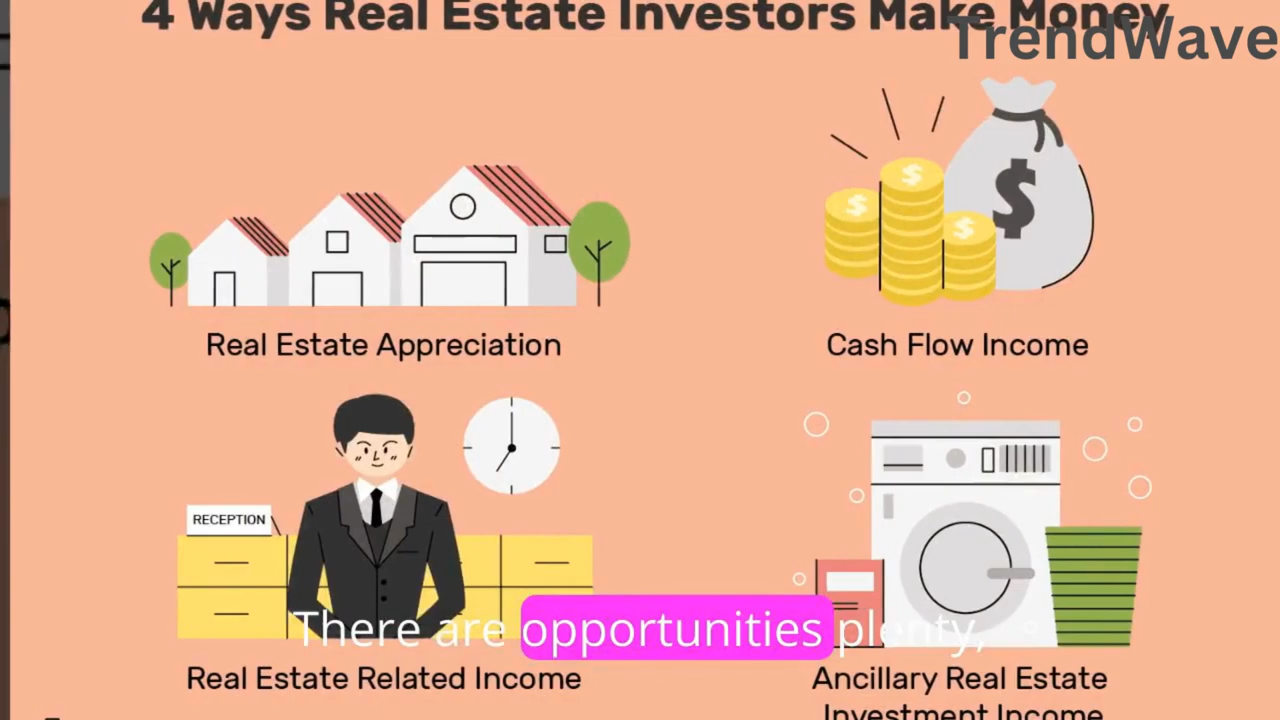 4 Ways Real Estate Investors Make Money
TrendWave
$
$ $ $
Real Estate Appreciation
Cash Flow Income
RECEPTION
There are opportunities plenty,
Real Estate Related Income
Ancillary Real Estate
Investment Income